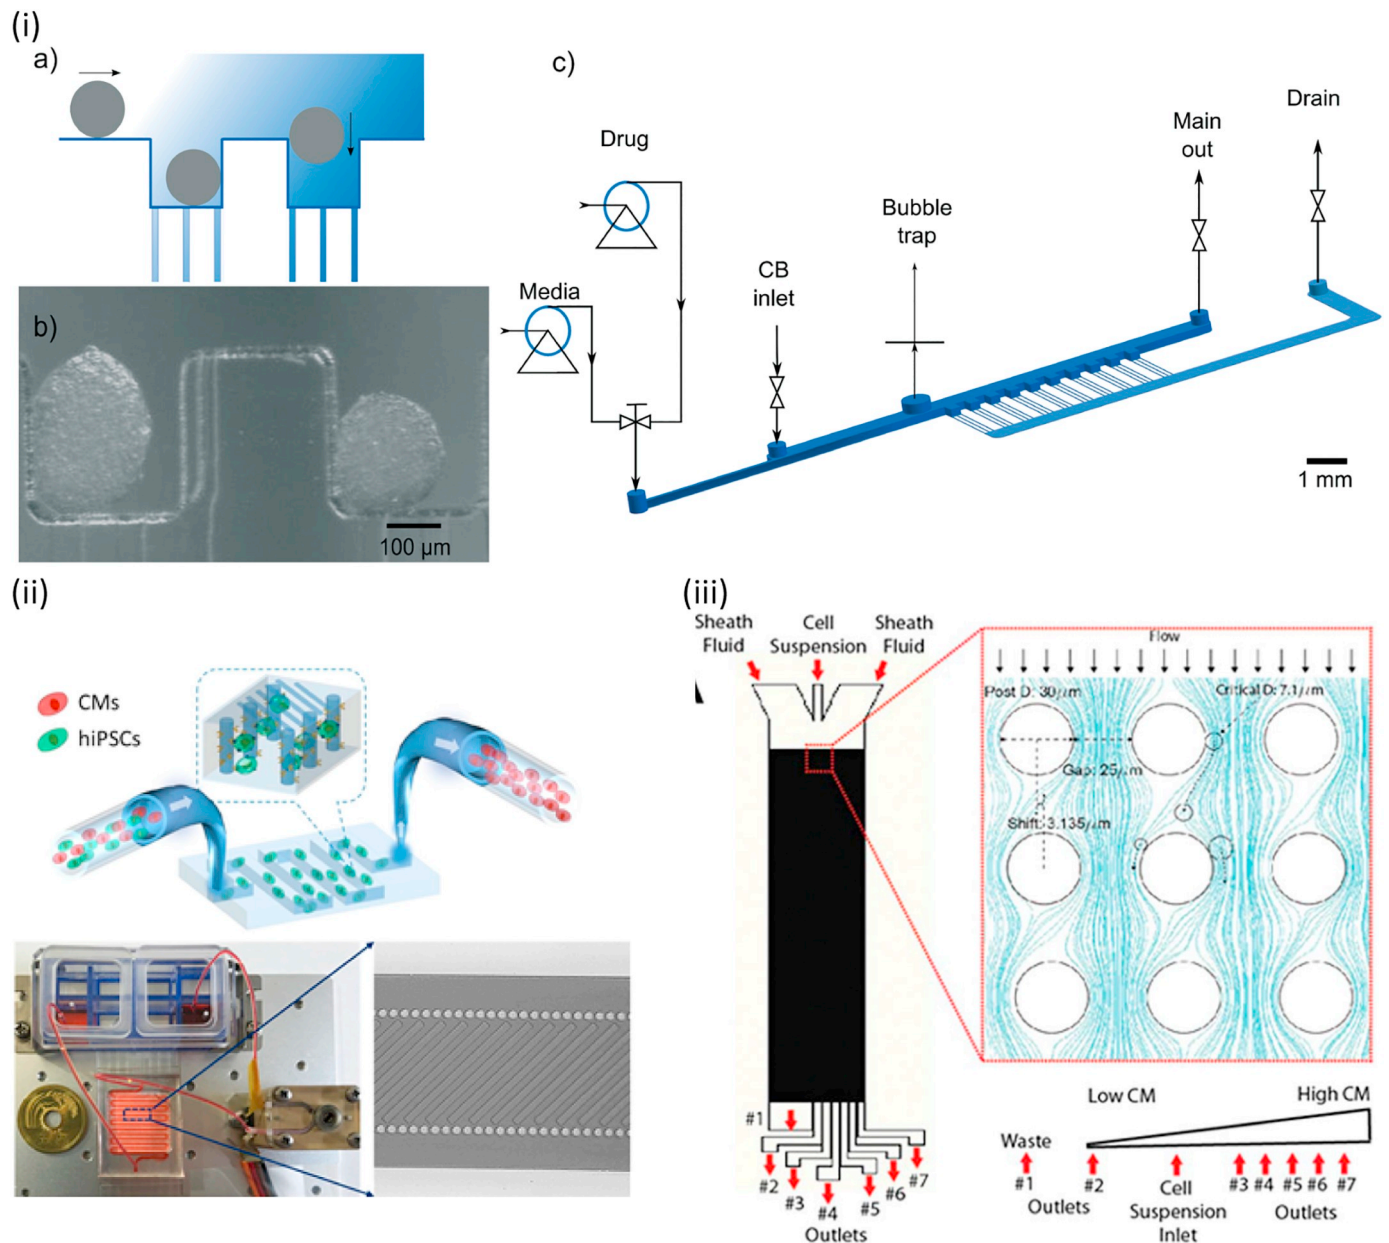 (i)
a)
c)
Drug
Media
CB
inlet
Bubble
trap
Main
out
Drain
1 mm
b)
100 µm
(ii)
CMs
hiPSCs
(iii)
Sheath
Fluid
Cell
Suspension
Sheath
Fluid
Flow
Post D: 30µm
Critical D: 7.1µm
Gap: 25µm
Shift: 3.135µm
#1
#2
#3
#4
#5
#6
#7
Outlets
Low CM
High CM
Waste
#1
#2
#3
#4
#5
#6
#7
Outlets
Cell
Suspension
Inlet
Outlets